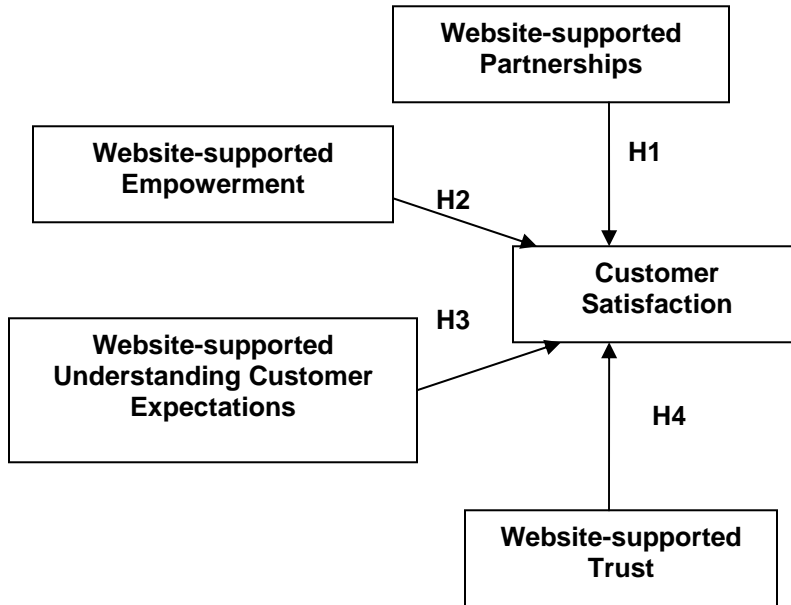 Website-supported
Partnerships
H1
Website-supported
Empowerment
H2
Customer
Satisfaction
H3
Website-supported
Understanding Customer
Expectations
H4
Website-supported
Trust